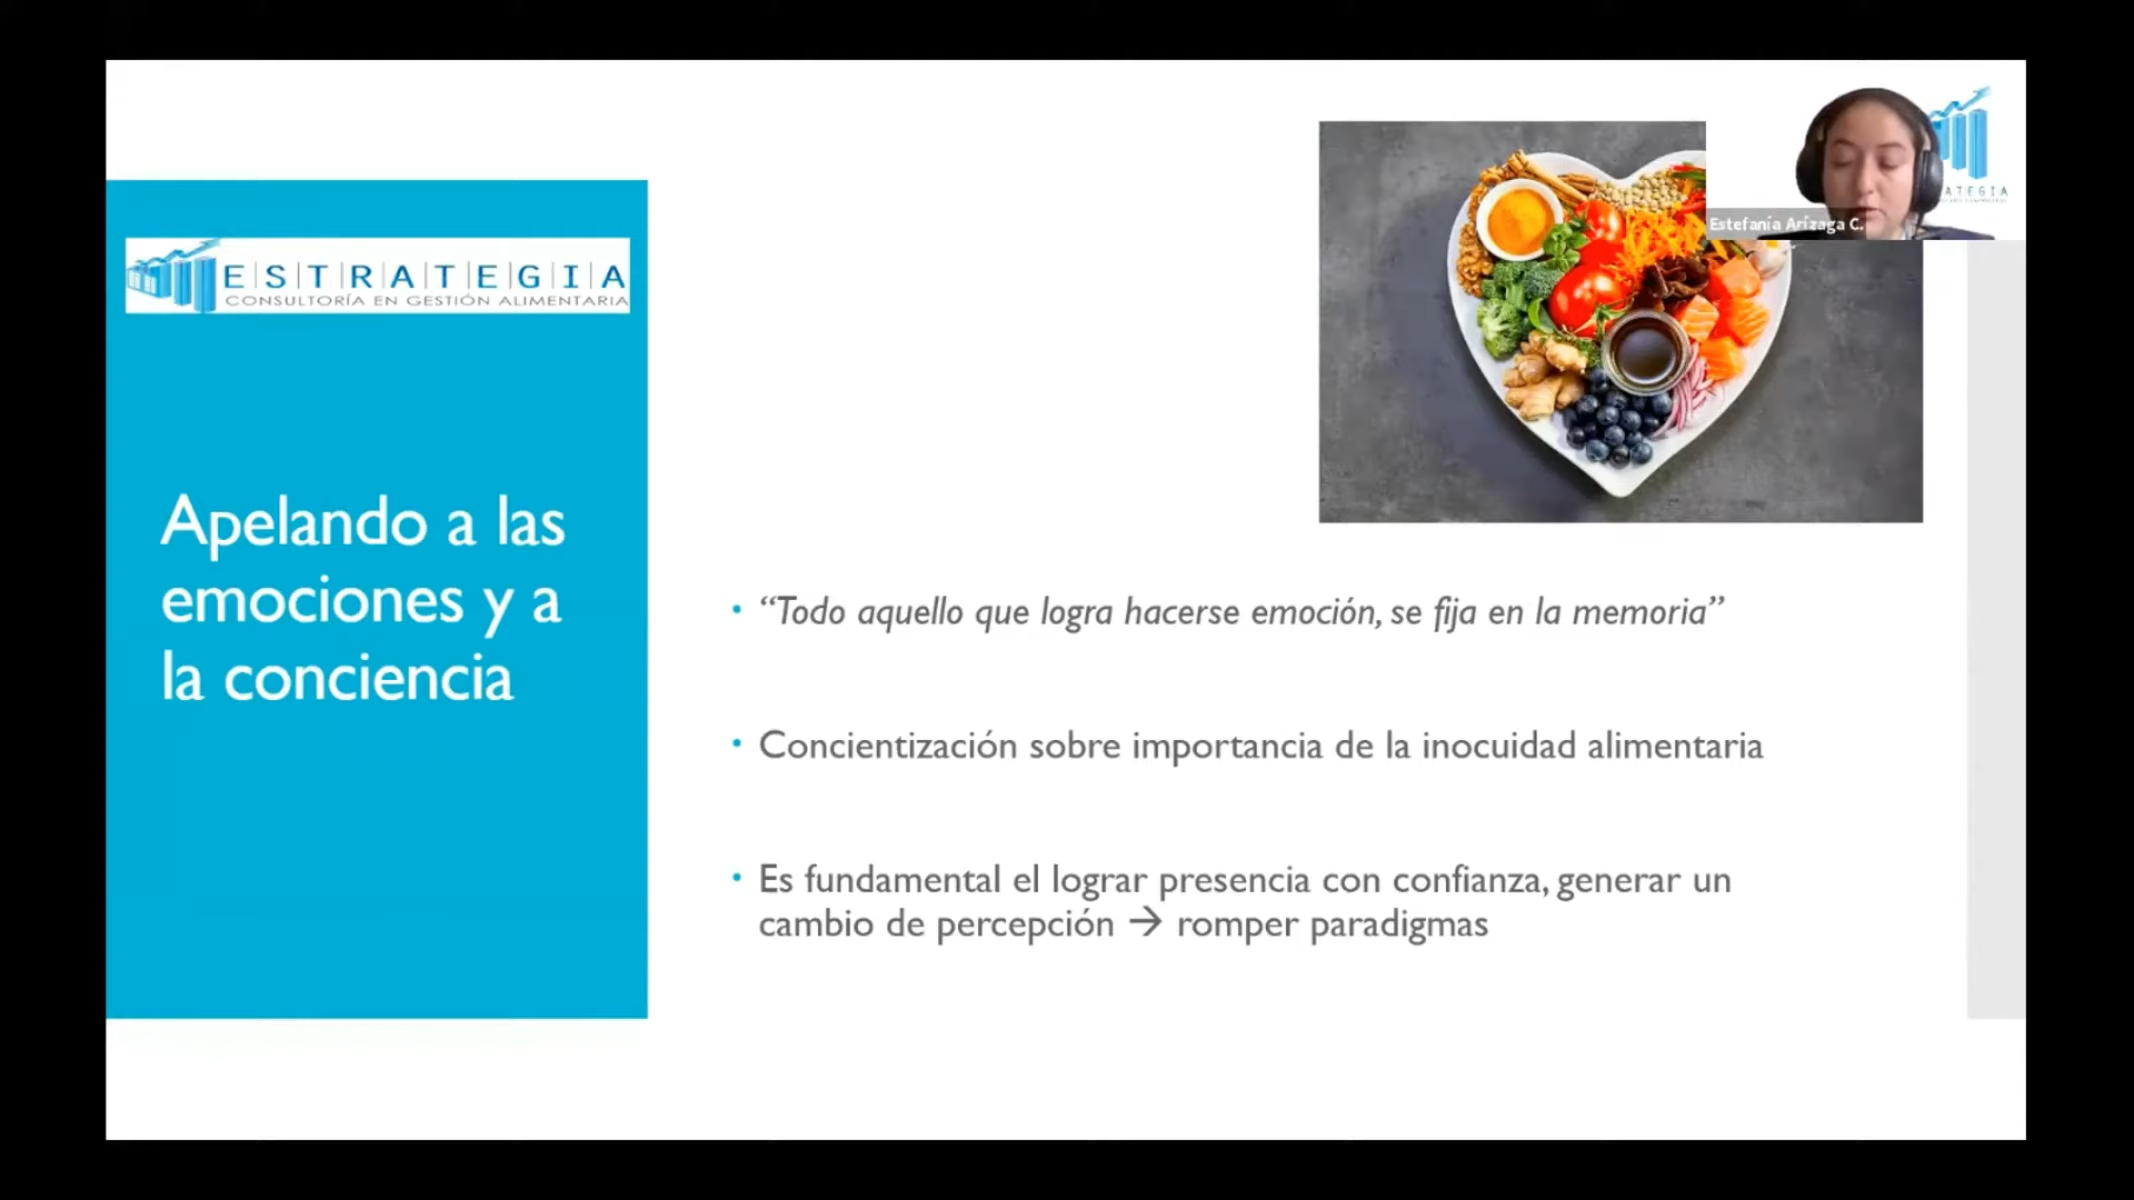 E|S|T|R|A|T|E|G|I|A
CONSULTORÍA EN GESTIÓN ALIMENTARIA
Apelando a las
emociones y a
la conciencia
Estefanía Arízaga C.
ATEGIA
• “Todo aquello que logra hacerse emoción, se fija en la memoria”
• Concientización sobre importancia de la inocuidad alimentaria
• Es fundamental el lograr presencia con confianza, generar un
cambio de percepción → romper paradigmas